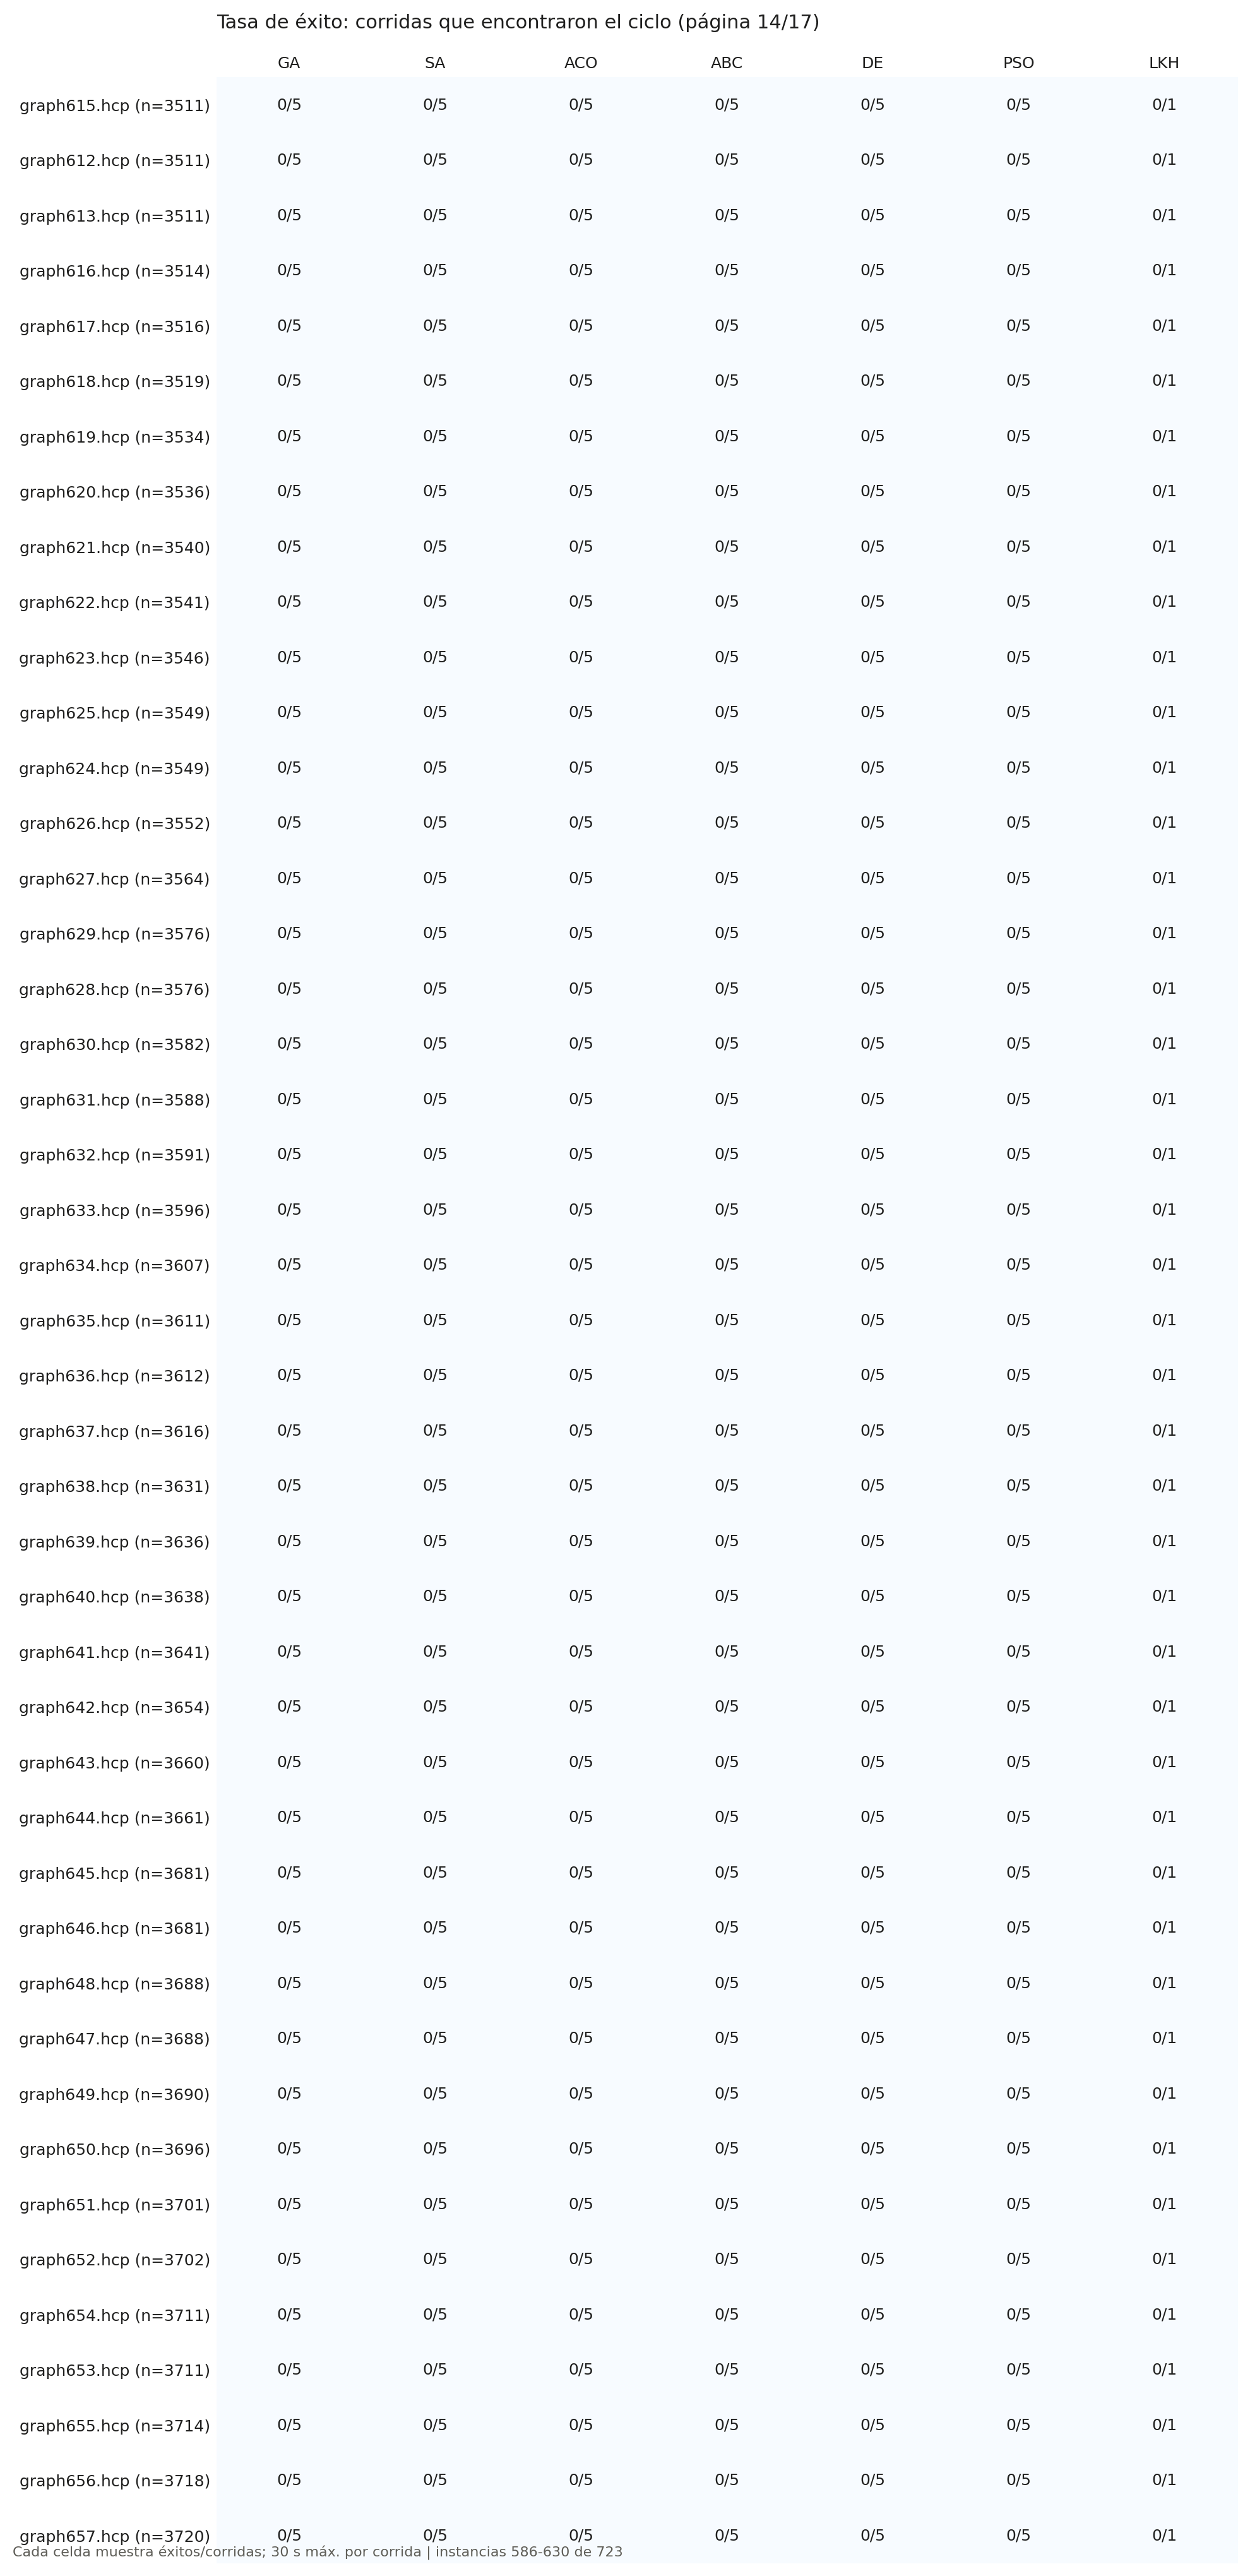 Tasa de éxito: corridas que encontraron el ciclo (página 14/17)
GA SA ACO ABC DE PSO LKH
graph615.hcp (n=3511) 0/5 0/5 0/5 0/5 0/5 0/5 0/1
graph612.hcp (n=3511) 0/5 0/5 0/5 0/5 0/5 0/5 0/1
graph613.hcp (n=3511) 0/5 0/5 0/5 0/5 0/5 0/5 0/1
graph616.hcp (n=3514) 0/5 0/5 0/5 0/5 0/5 0/5 0/1
graph617.hcp (n=3516) 0/5 0/5 0/5 0/5 0/5 0/5 0/1
graph618.hcp (n=3519) 0/5 0/5 0/5 0/5 0/5 0/5 0/1
graph619.hcp (n=3534) 0/5 0/5 0/5 0/5 0/5 0/5 0/1
graph620.hcp (n=3536) 0/5 0/5 0/5 0/5 0/5 0/5 0/1
graph621.hcp (n=3540) 0/5 0/5 0/5 0/5 0/5 0/5 0/1
graph622.hcp (n=3541) 0/5 0/5 0/5 0/5 0/5 0/5 0/1
graph623.hcp (n=3546) 0/5 0/5 0/5 0/5 0/5 0/5 0/1
graph625.hcp (n=3549) 0/5 0/5 0/5 0/5 0/5 0/5 0/1
graph624.hcp (n=3549) 0/5 0/5 0/5 0/5 0/5 0/5 0/1
graph626.hcp (n=3552) 0/5 0/5 0/5 0/5 0/5 0/5 0/1
graph627.hcp (n=3564) 0/5 0/5 0/5 0/5 0/5 0/5 0/1
graph629.hcp (n=3576) 0/5 0/5 0/5 0/5 0/5 0/5 0/1
graph628.hcp (n=3576) 0/5 0/5 0/5 0/5 0/5 0/5 0/1
graph630.hcp (n=3582) 0/5 0/5 0/5 0/5 0/5 0/5 0/1
graph631.hcp (n=3588) 0/5 0/5 0/5 0/5 0/5 0/5 0/1
graph632.hcp (n=3591) 0/5 0/5 0/5 0/5 0/5 0/5 0/1
graph633.hcp (n=3596) 0/5 0/5 0/5 0/5 0/5 0/5 0/1
graph634.hcp (n=3607) 0/5 0/5 0/5 0/5 0/5 0/5 0/1
graph635.hcp (n=3611) 0/5 0/5 0/5 0/5 0/5 0/5 0/1
graph636.hcp (n=3612) 0/5 0/5 0/5 0/5 0/5 0/5 0/1
graph637.hcp (n=3616) 0/5 0/5 0/5 0/5 0/5 0/5 0/1
graph638.hcp (n=3631) 0/5 0/5 0/5 0/5 0/5 0/5 0/1
graph639.hcp (n=3636) 0/5 0/5 0/5 0/5 0/5 0/5 0/1
graph640.hcp (n=3638) 0/5 0/5 0/5 0/5 0/5 0/5 0/1
graph641.hcp (n=3641) 0/5 0/5 0/5 0/5 0/5 0/5 0/1
graph642.hcp (n=3654) 0/5 0/5 0/5 0/5 0/5 0/5 0/1
graph643.hcp (n=3660) 0/5 0/5 0/5 0/5 0/5 0/5 0/1
graph644.hcp (n=3661) 0/5 0/5 0/5 0/5 0/5 0/5 0/1
graph645.hcp (n=3681) 0/5 0/5 0/5 0/5 0/5 0/5 0/1
graph646.hcp (n=3681) 0/5 0/5 0/5 0/5 0/5 0/5 0/1
graph648.hcp (n=3688) 0/5 0/5 0/5 0/5 0/5 0/5 0/1
graph647.hcp (n=3688) 0/5 0/5 0/5 0/5 0/5 0/5 0/1
graph649.hcp (n=3690) 0/5 0/5 0/5 0/5 0/5 0/5 0/1
graph650.hcp (n=3696) 0/5 0/5 0/5 0/5 0/5 0/5 0/1
graph651.hcp (n=3701) 0/5 0/5 0/5 0/5 0/5 0/5 0/1
graph652.hcp (n=3702) 0/5 0/5 0/5 0/5 0/5 0/5 0/1
graph654.hcp (n=3711) 0/5 0/5 0/5 0/5 0/5 0/5 0/1
graph653.hcp (n=3711) 0/5 0/5 0/5 0/5 0/5 0/5 0/1
graph655.hcp (n=3714) 0/5 0/5 0/5 0/5 0/5 0/5 0/1
graph656.hcp (n=3718) 0/5 0/5 0/5 0/5 0/5 0/5 0/1
graph657.hcp (n=3720) 0/5 0/5 0/5 0/5 0/5 0/5 0/1
Cada celda muestra éxitos/corridas; 30 s máx. por corrida | instancias 586-630 de 723